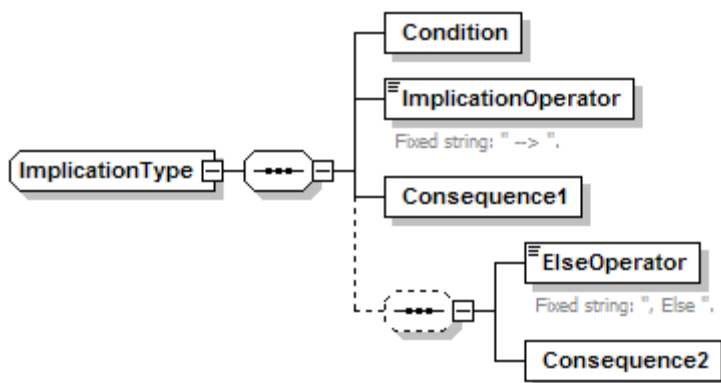 Condition
ImplicationOperator
Fixed string: " --> ".
ImplicationType
Consequence1
ElseOperator
Fixed string: ", Else ".
Consequence2